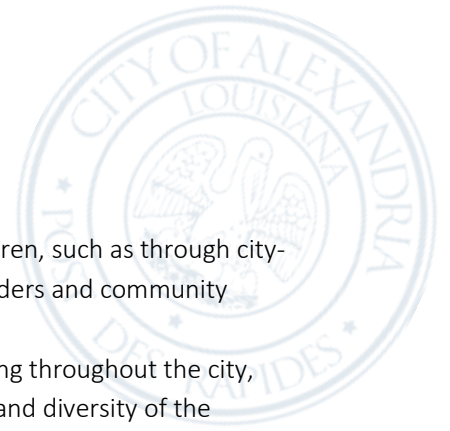 CITY OF ALEXANDRIA
LOUISIANA
POST DES RAPIDES
ren, such as through city-
ders and community
ng throughout the city,
and diversity of the